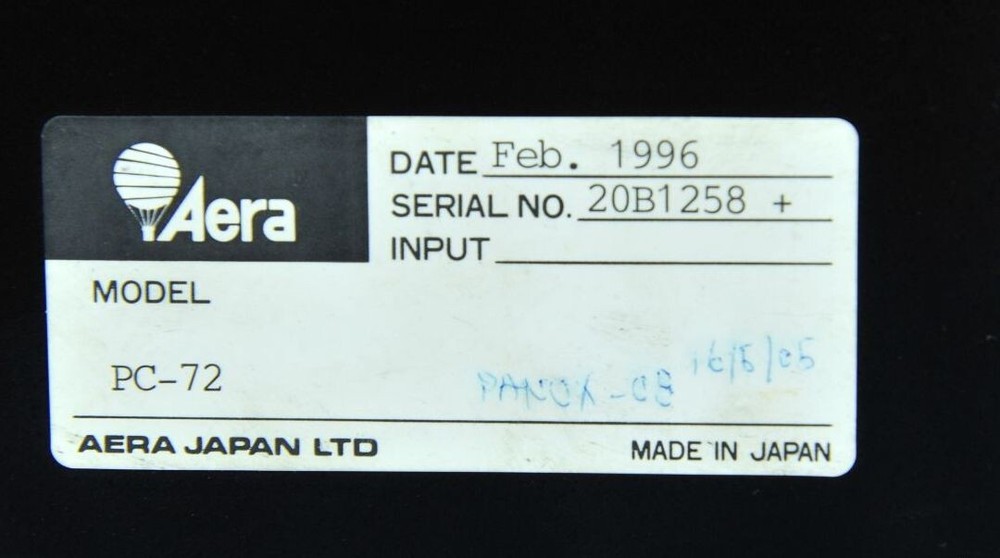 Aera
DATE Feb. 1996
SERIAL NO. 20B1258 +
INPUT
MODEL
PC-72
16/5/05
AERA JAPAN LTD
MADE IN JAPAN